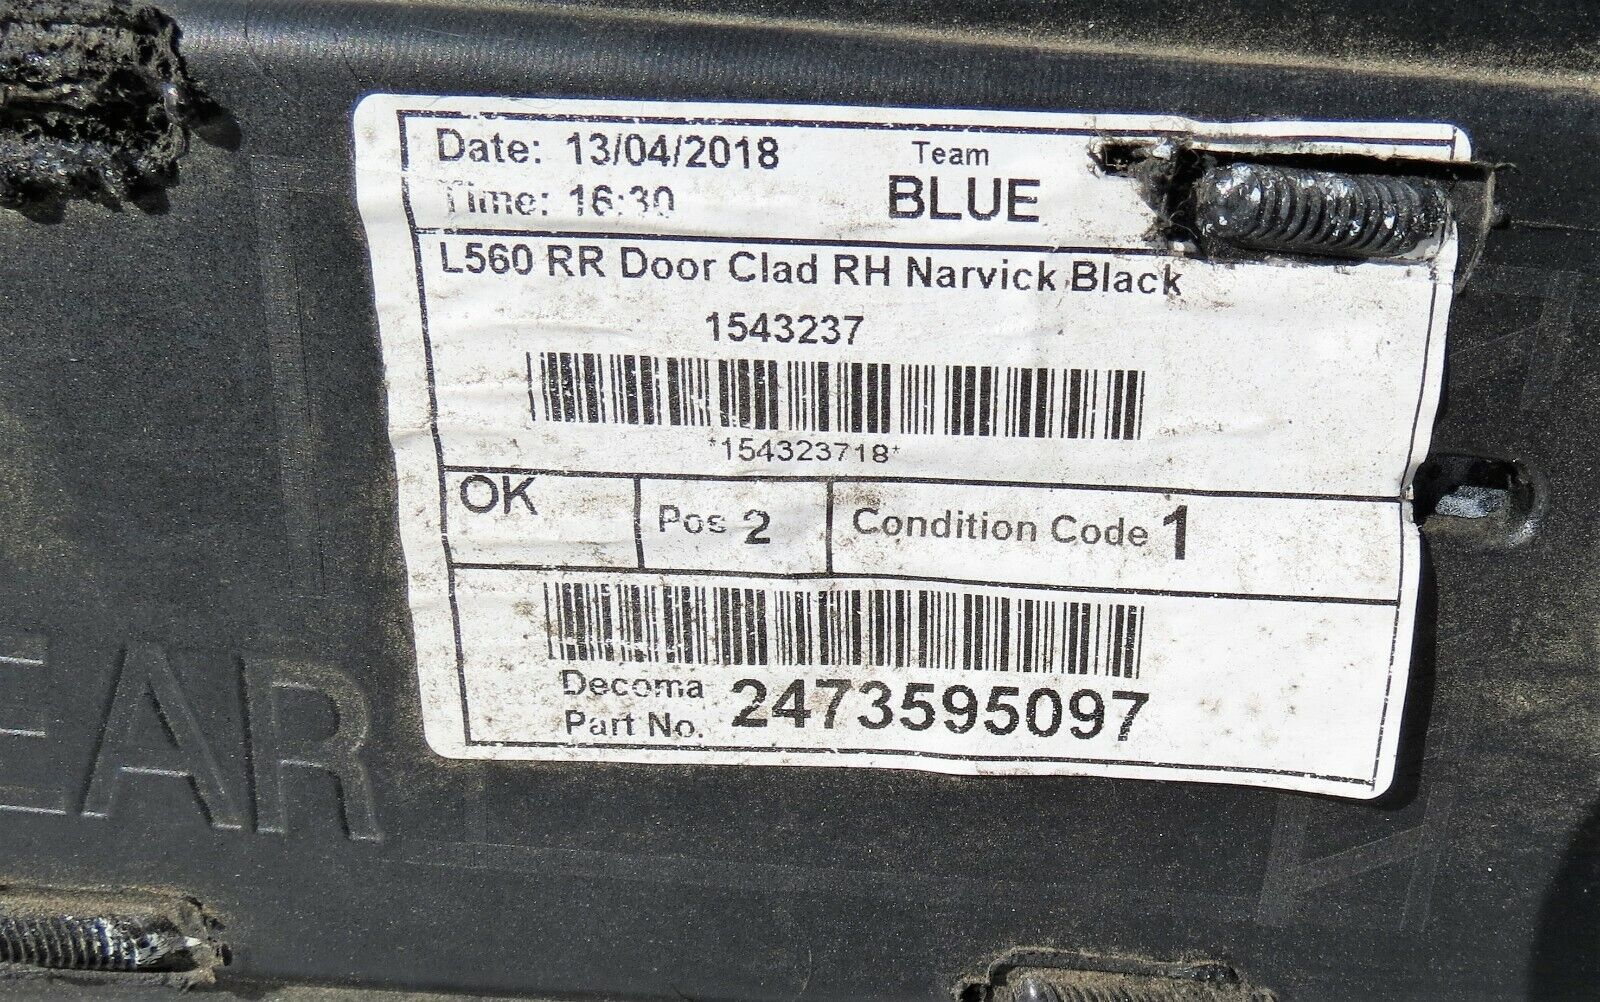 Date: 13/04/2018
Team
Time: 16:30
BLUE
L560 RR Door Clad RH Narvick Black
1543237
*154323718*
OK
Pos 2
Condition Code 1
Decoma
Part No. 2473595097
EAR